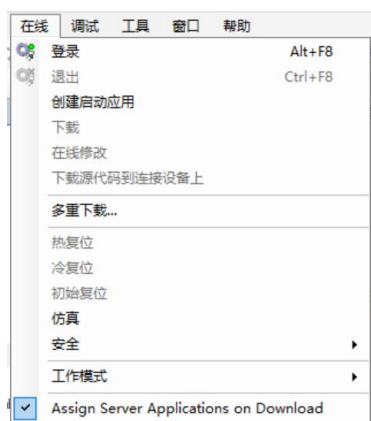 在线 调试 工具 窗口 帮助
登录 Alt+F8
退出 Ctrl+F8
创建启动应用
下载
在线修改
下载源代码到连接设备上
多重下载...
热复位
冷复位
初始复位
仿真
安全
工作模式
Assign Server Applications on Download